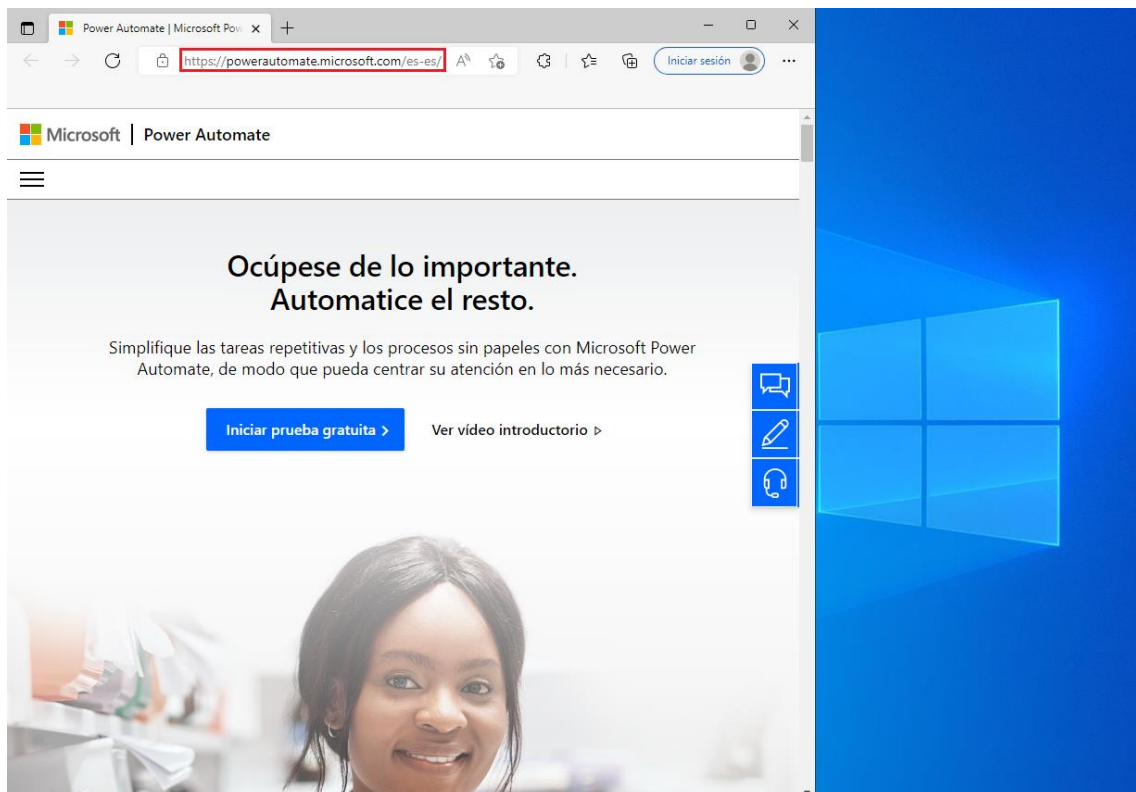 Power Automate | Microsoft Pow
https://powerautomate.microsoft.com/es-es/
Iniciar sesión
Microsoft | Power Automate
Ocúpese de lo importante.
Automatice el resto.
Simplifique las tareas repetitivas y los procesos sin papeles con Microsoft Power
Automate, de modo que pueda centrar su atención en lo más necesario.
Iniciar prueba gratuita >
Ver vídeo introductorio ▷